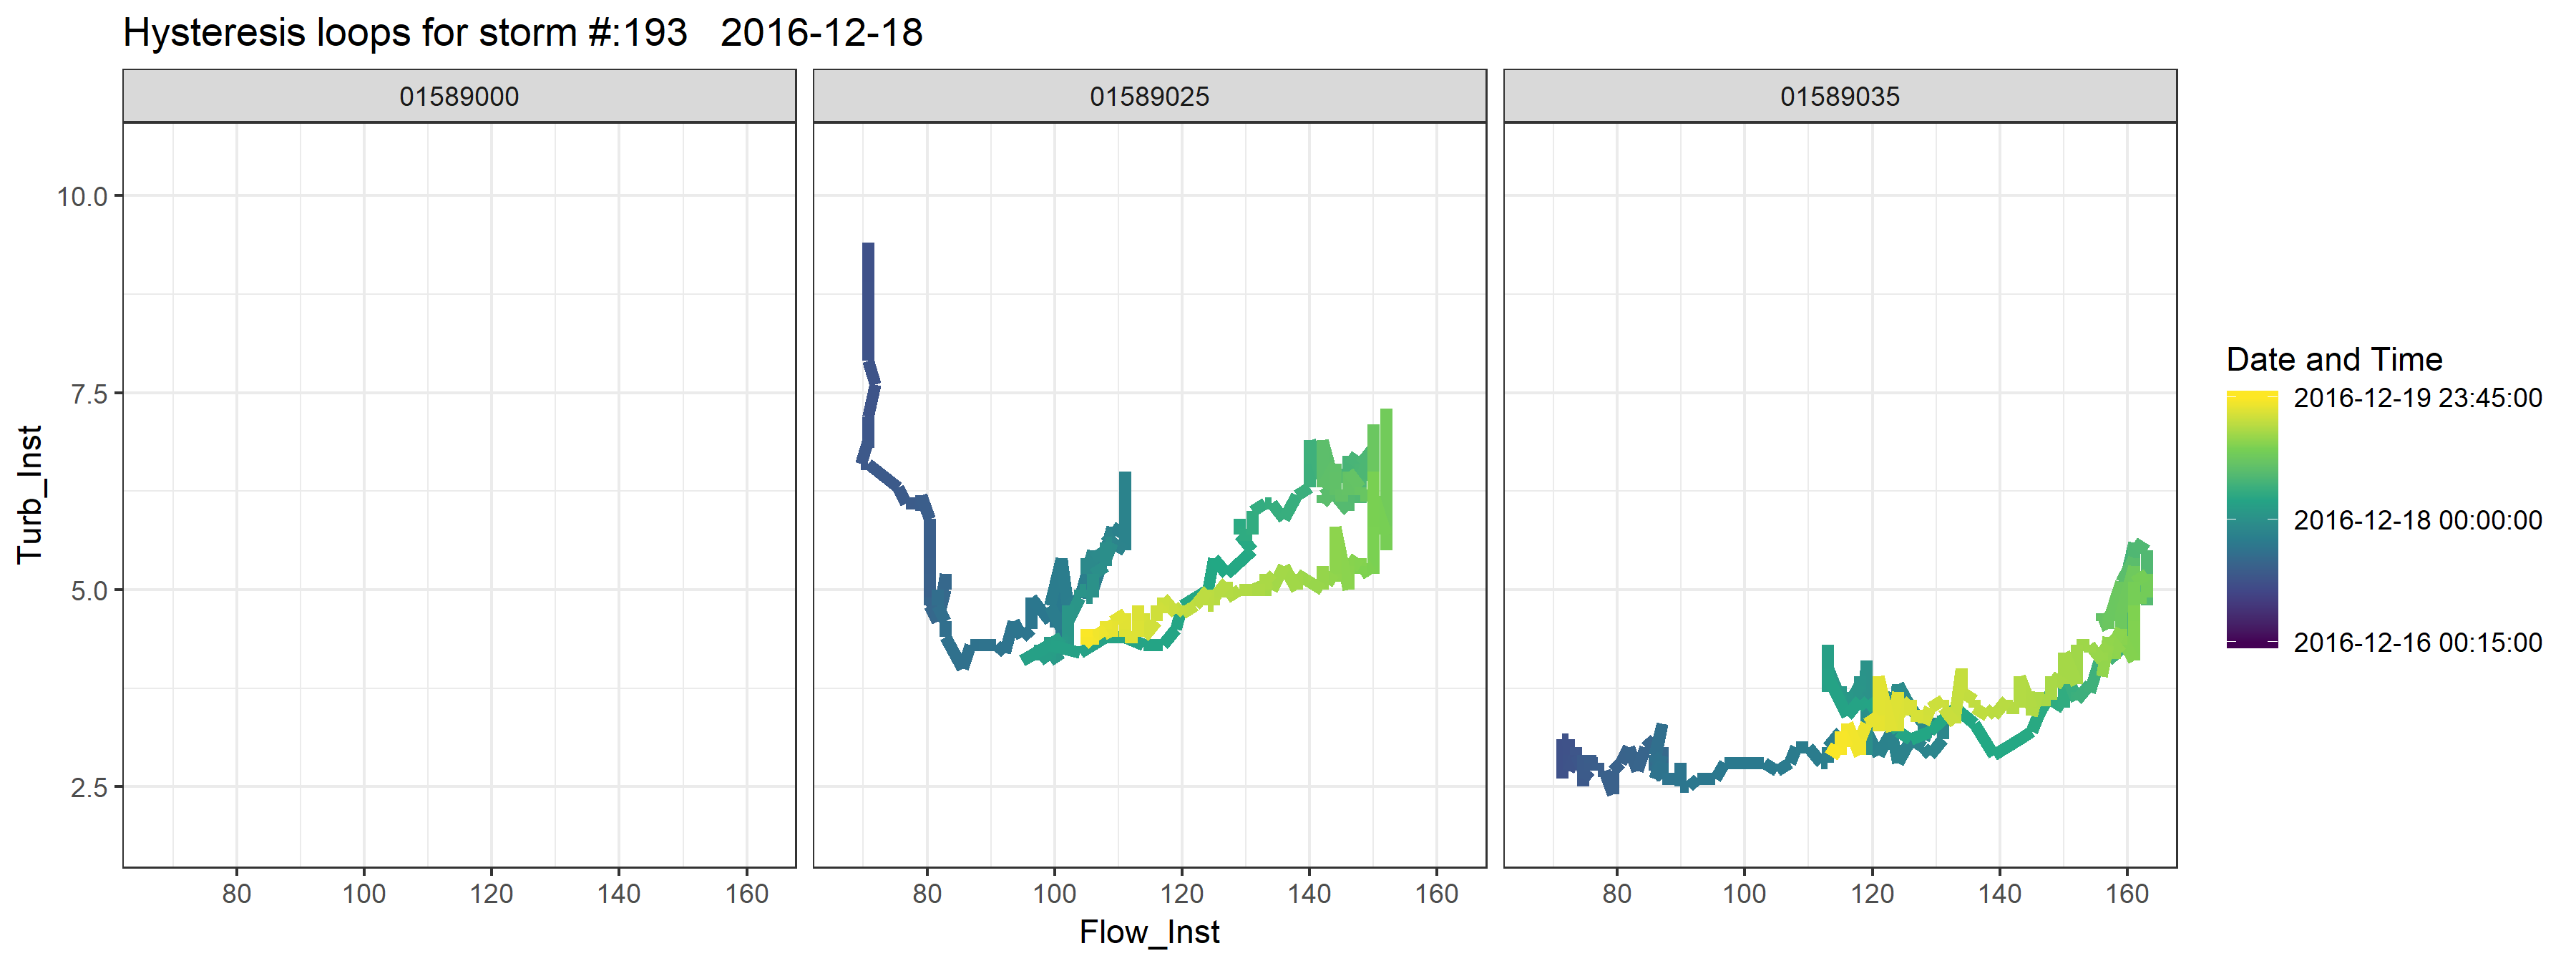 Hysteresis loops for storm #:193   2016-12-18
01589000
01589025
01589035
Turb_Inst
10.0
7.5
5.0
2.5
80 100 120 140 160
80 100 120 140 160
80 100 120 140 160
Flow_Inst
Date and Time
2016-12-19 23:45:00
2016-12-18 00:00:00
2016-12-16 00:15:00